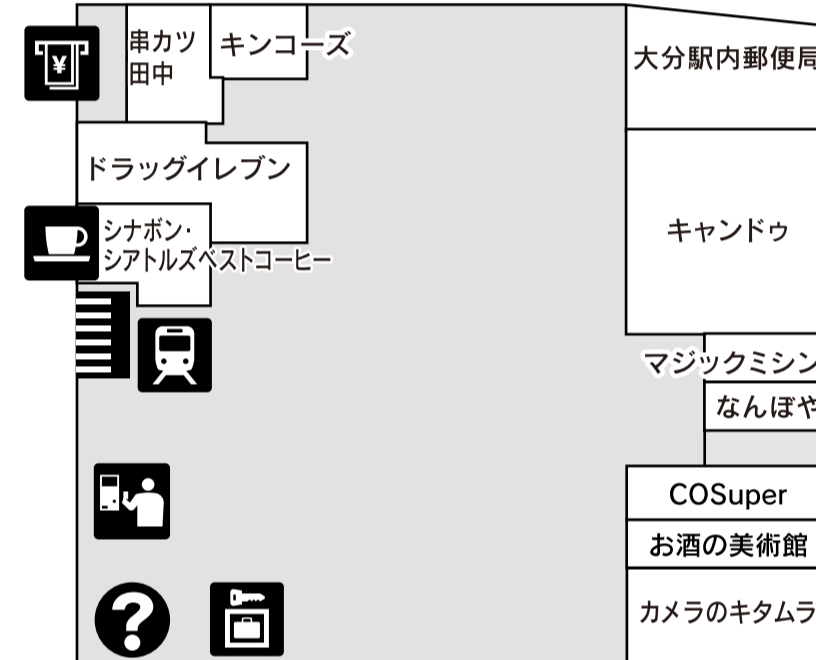 串カツ
田中
キンコーズ
大分駅内郵便局
¥
ドラッグイレブン
シナボン・
シアトルズベストコーヒー
キャンドゥ
マジックミシン
なんぼや
COSuper
お酒の美術館
カメラのキタムラ
?